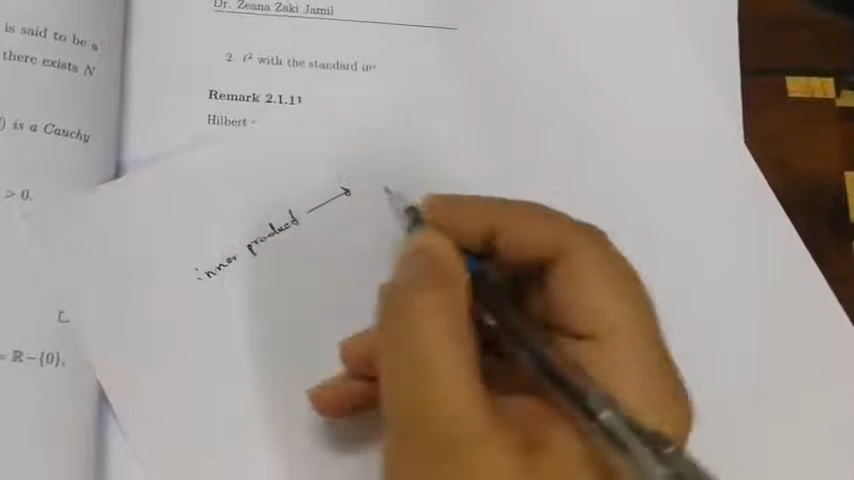 is said to be a
there exists N
) is a Cauchy
> 0.
= ℝ−{0},
Dr. Zeana Zaki Jamil
2. ℓ² with the standard in
Remark 2.1.11
Hilbert
inner product →